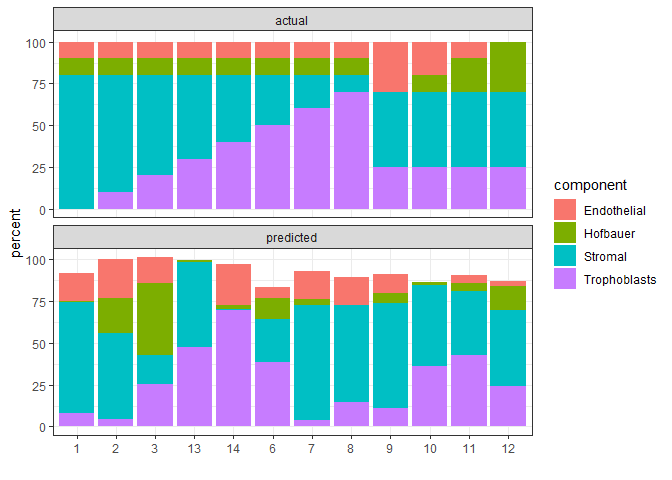 actual
100
75
50
25
0
percent
predicted
100
75
50
25
0
1 2 3 13 14 6 7 8 9 10 11 12
component
Endothelial
Hofbauer
Stromal
Trophoblasts